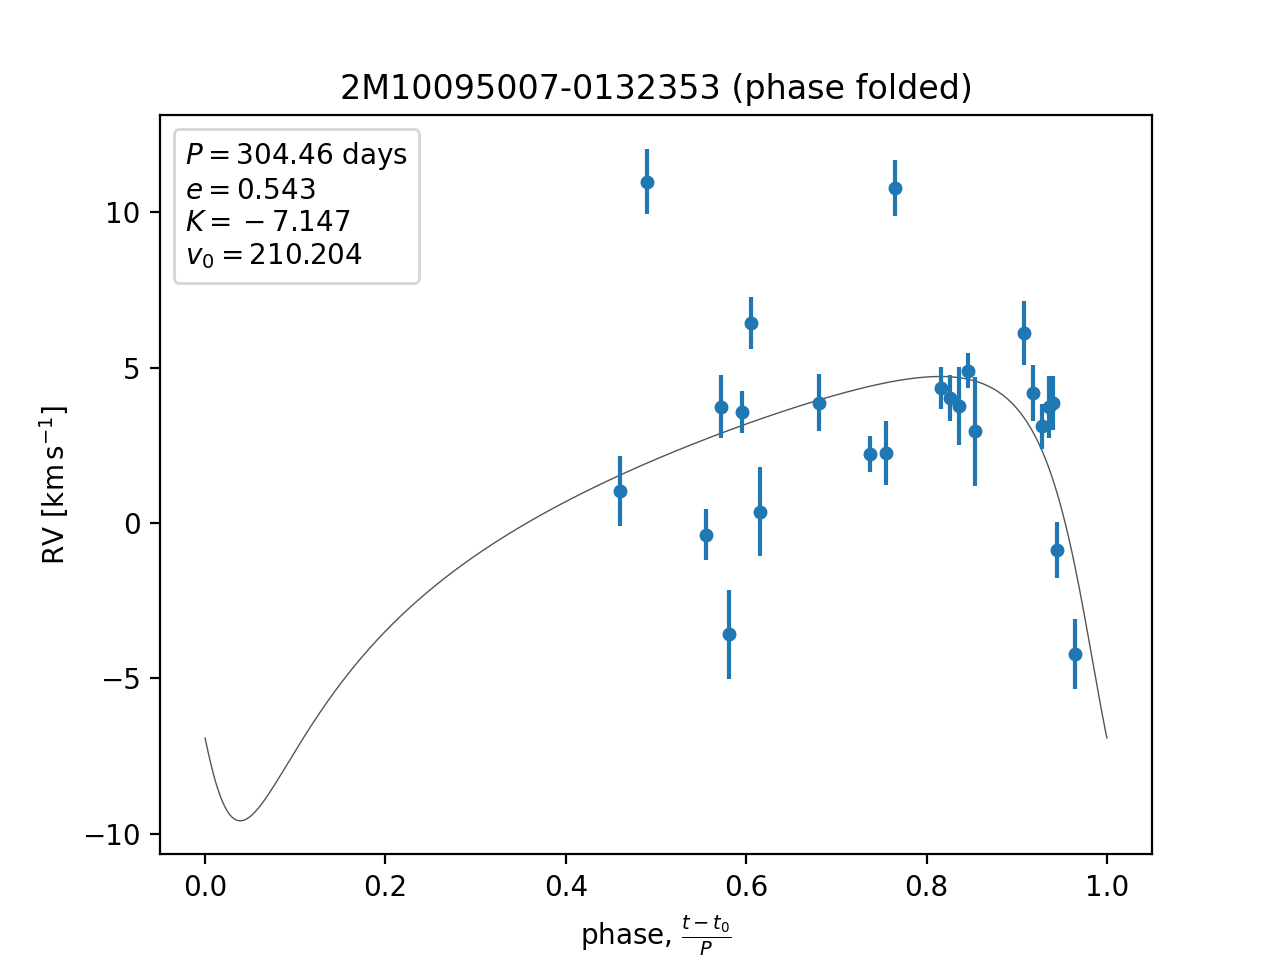 2M10095007-0132353 (phase folded)
P = 304.46 days
e = 0.543
K = − 7.147
v₀ = 210.204
10
5
0
−5
−10
RV [km s⁻¹]
0.0 0.2 0.4 0.6 0.8 1.0
phase, (t − t₀)/P